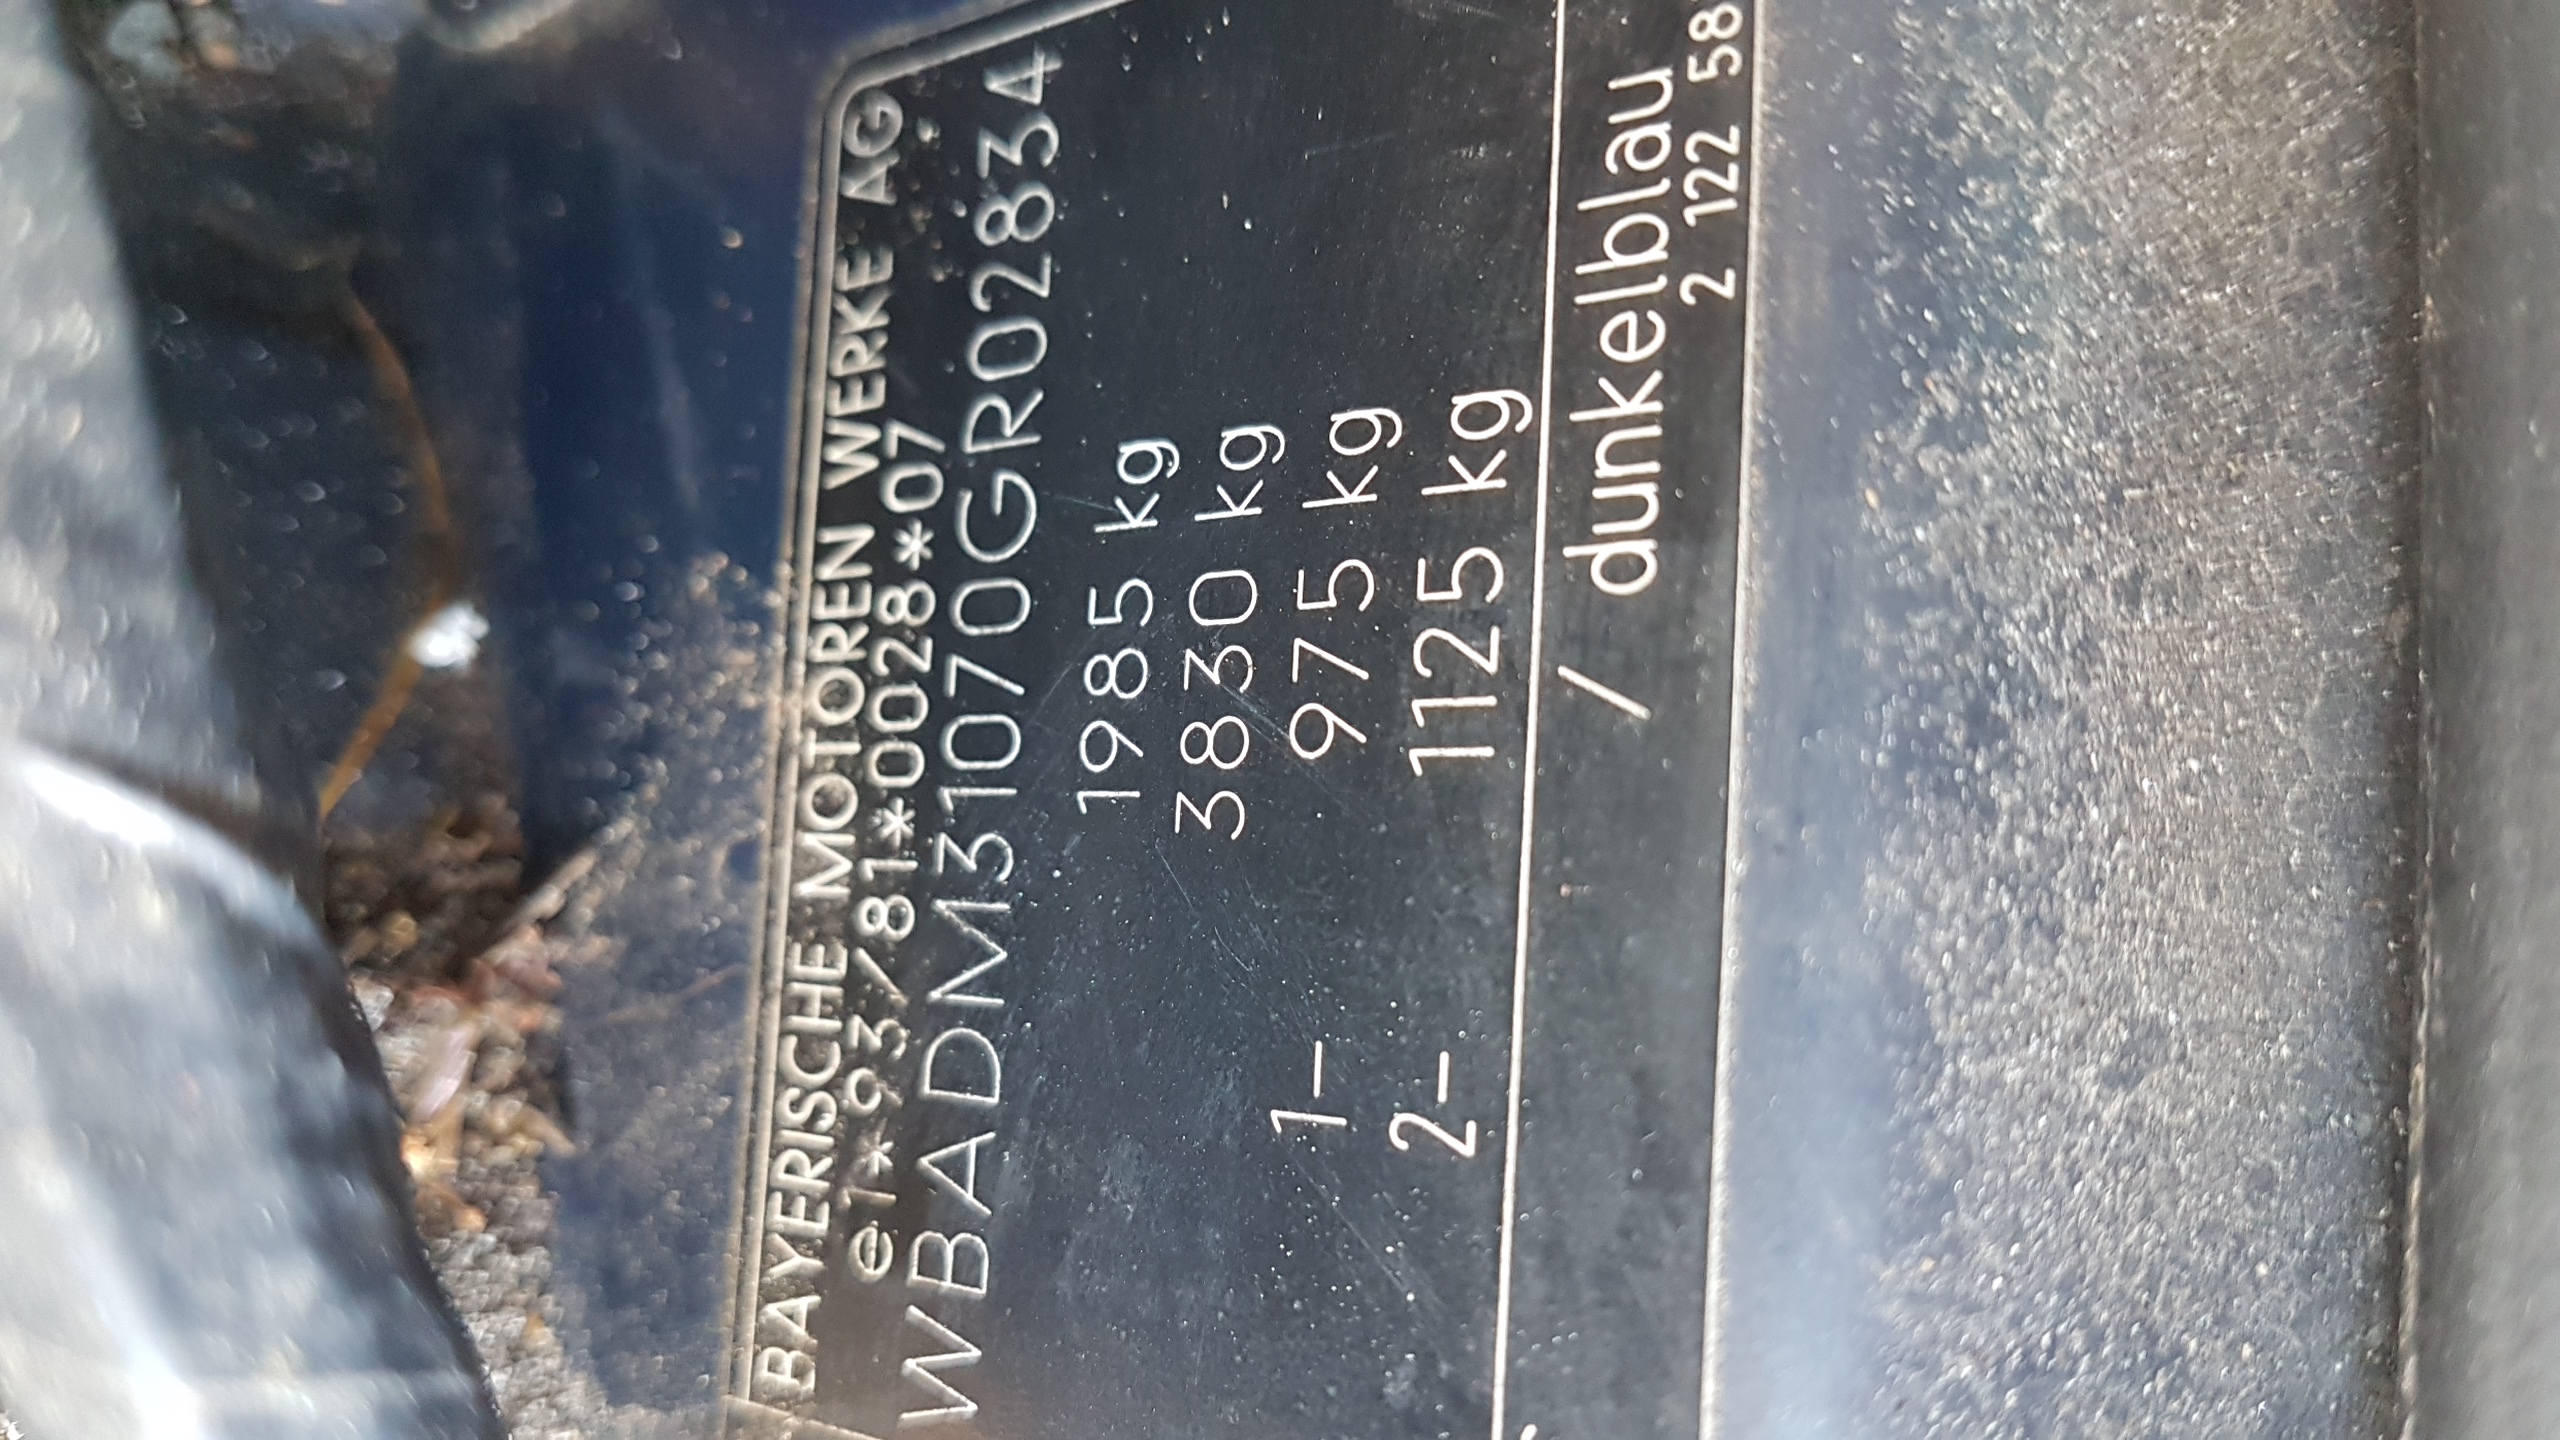 BAYERISCHE MOTOREN WERKE AG
e1*93/81*0028*07
WBADM31070GR02834
1985 kg
3830 kg
1- 975 kg
2- 1125 kg
/ dunkelblau
2 122 58